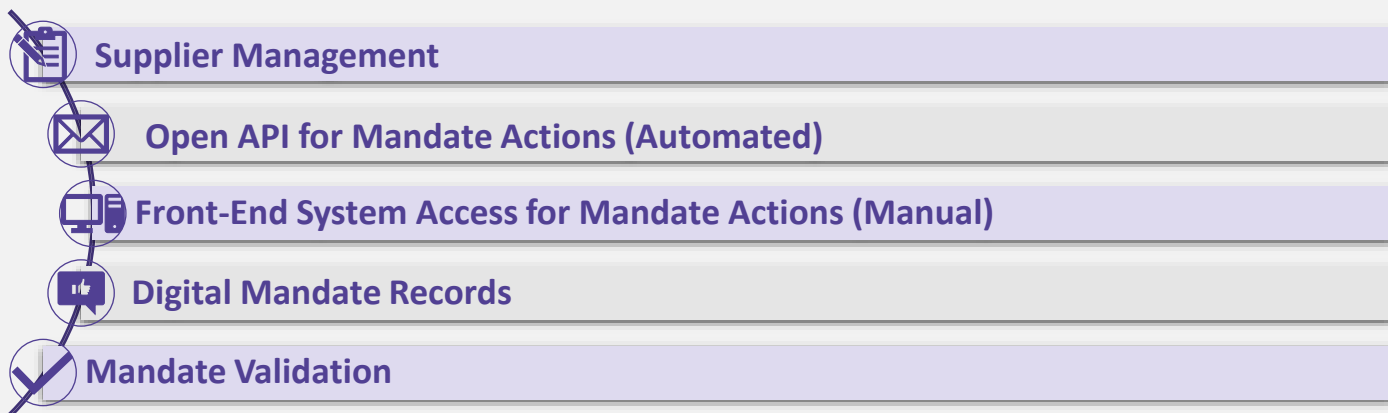 Supplier Management
Open API for Mandate Actions (Automated)
Front-End System Access for Mandate Actions (Manual)
Digital Mandate Records
Mandate Validation